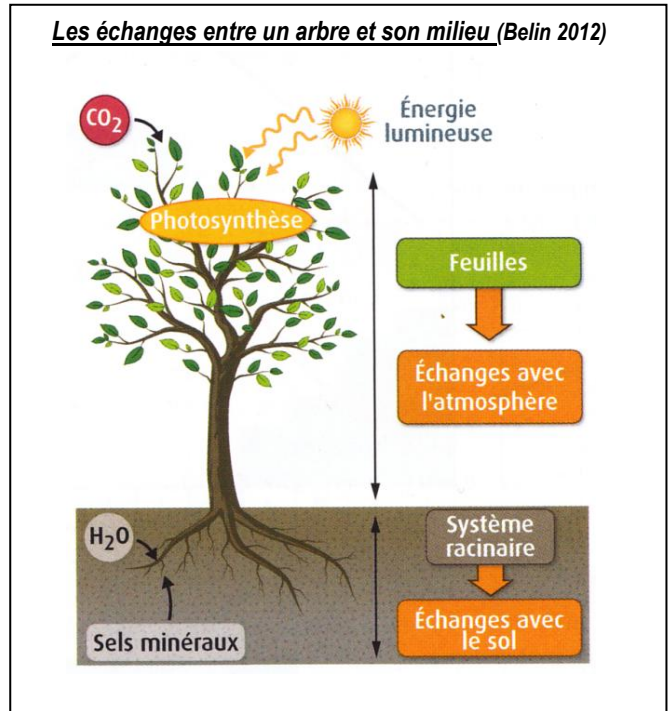 Les échanges entre un arbre et son milieu (Belin 2012)
CO₂
Énergie
lumineuse
Photosynthèse
Feuilles
Échanges avec
l'atmosphère
H₂O
Sels minéraux
Système
racinaire
Échanges avec
le sol